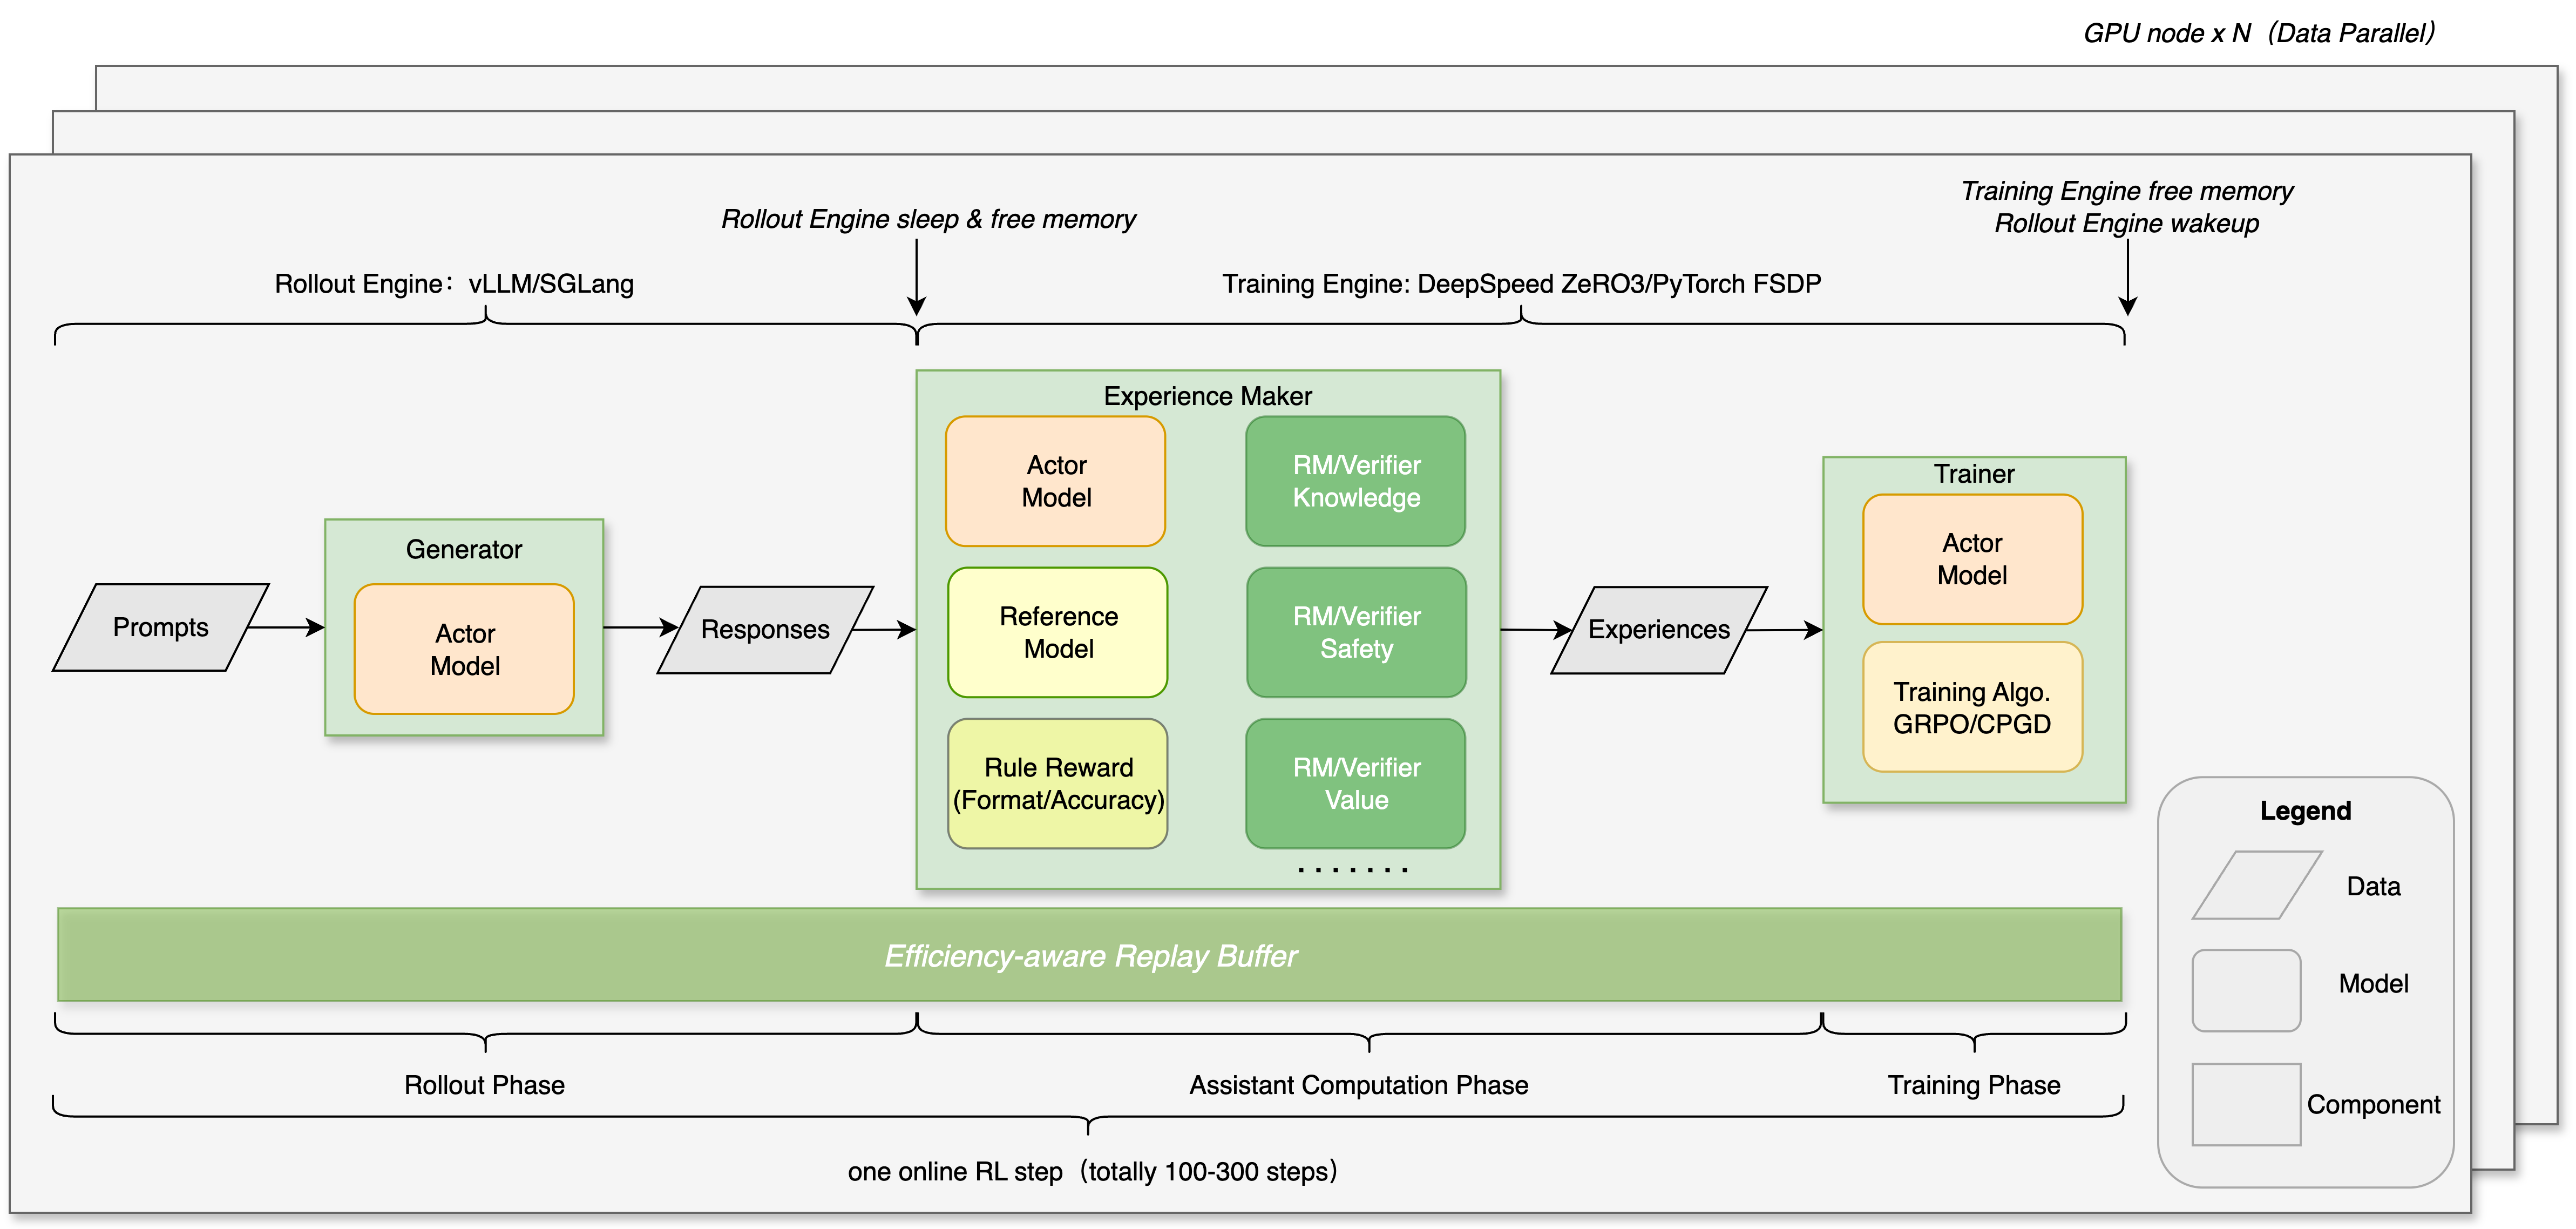 GPU node x N（Data Parallel）
Training Engine free memory
Rollout Engine wakeup
Rollout Engine sleep & free memory
Rollout Engine：vLLM/SGLang
Training Engine: DeepSpeed ZeRO3/PyTorch FSDP
Prompts
Generator
Actor
Model
Responses
Experience Maker
Actor
Model
RM/Verifier
Knowledge
Reference
Model
RM/Verifier
Safety
Rule Reward
(Format/Accuracy)
RM/Verifier
Value
.......
Experiences
Trainer
Actor
Model
Training Algo.
GRPO/CPGD
Efficiency-aware Replay Buffer
Rollout Phase
Assistant Computation Phase
Training Phase
one online RL step（totally 100-300 steps）
Legend
Data
Model
Component